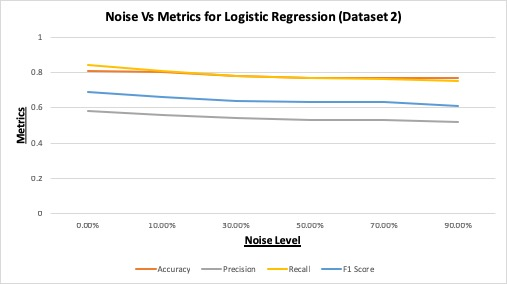 Noise Vs Metrics for Logistic Regression (Dataset 2)
1
0.8
0.6
0.4
0.2
0
Metrics
0.00% 10.00% 30.00% 50.00% 70.00% 90.00%
Noise Level
Accuracy Precision Recall F1 Score